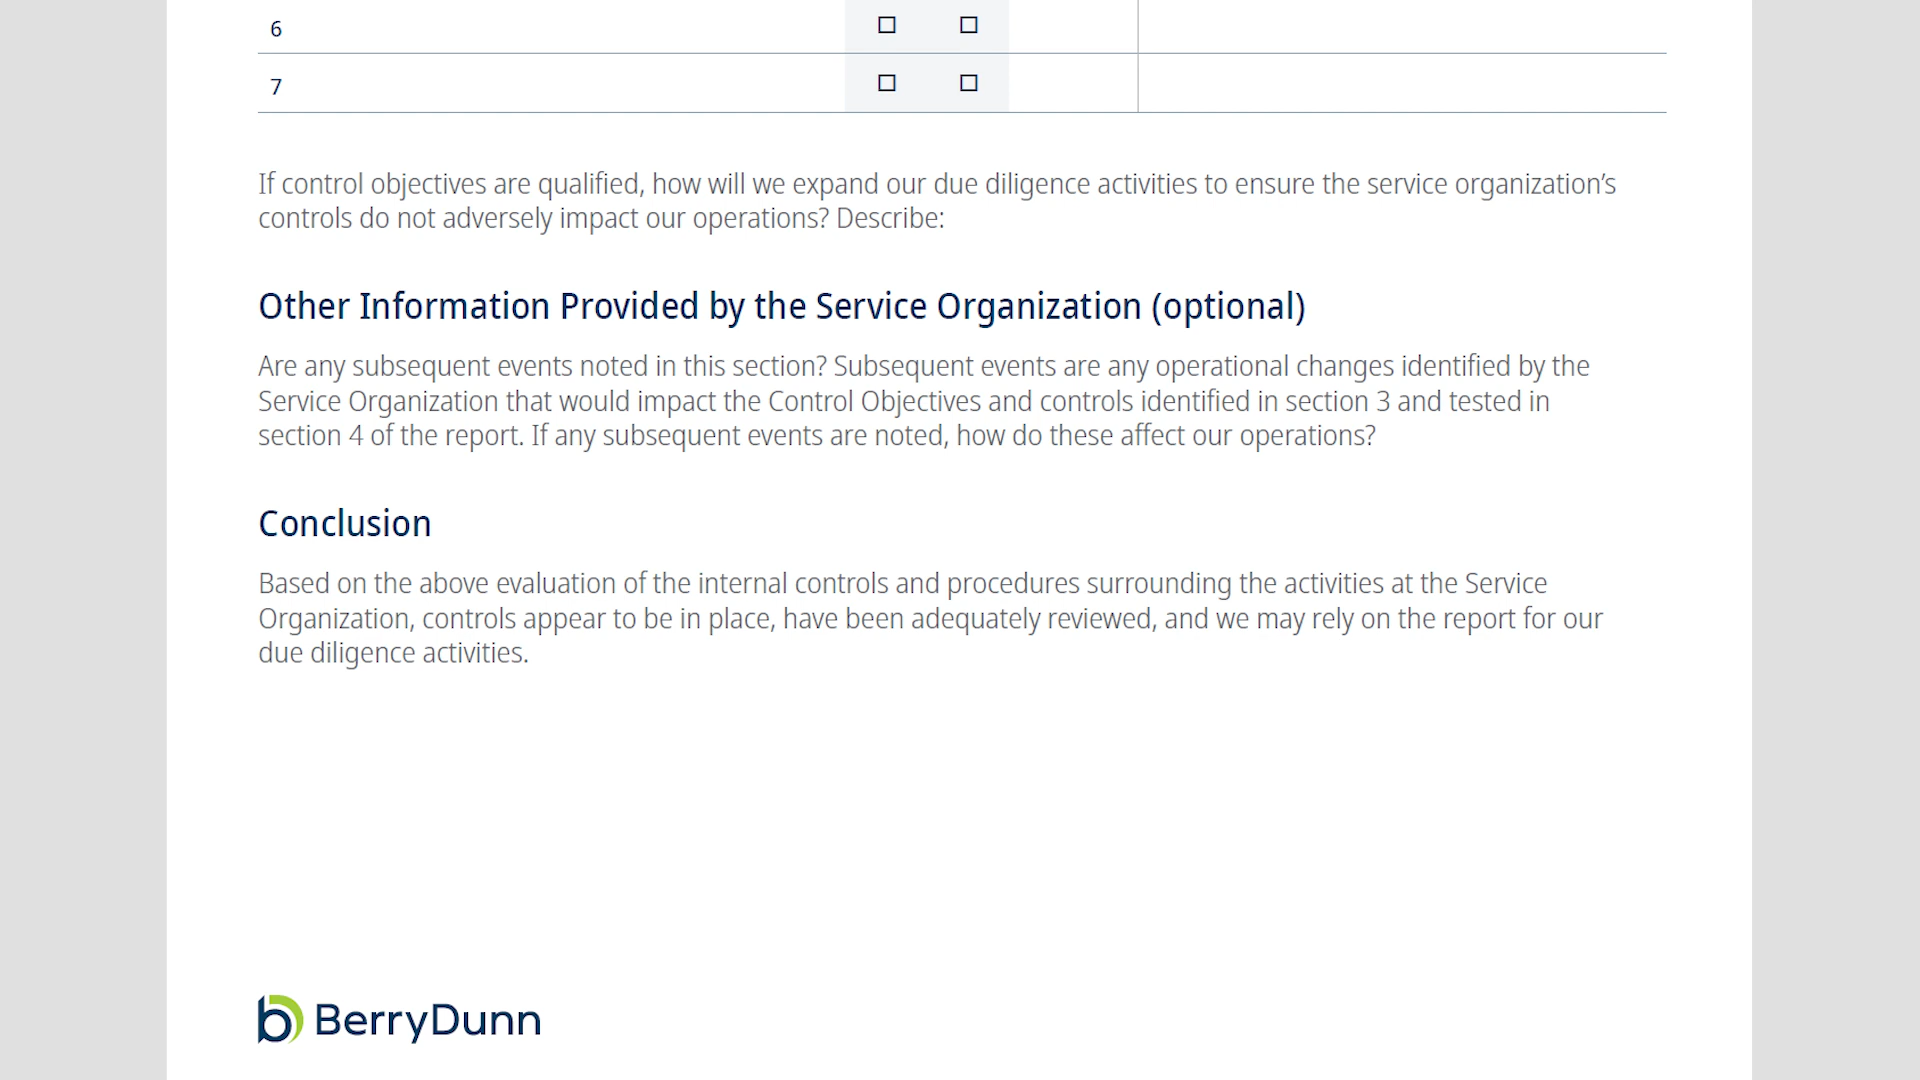 6
7
If control objectives are qualified, how will we expand our due diligence activities to ensure the service organization’s
controls do not adversely impact our operations? Describe:
Other Information Provided by the Service Organization (optional)
Are any subsequent events noted in this section? Subsequent events are any operational changes identified by the
Service Organization that would impact the Control Objectives and controls identified in section 3 and tested in
section 4 of the report. If any subsequent events are noted, how do these affect our operations?
Conclusion
Based on the above evaluation of the internal controls and procedures surrounding the activities at the Service
Organization, controls appear to be in place, have been adequately reviewed, and we may rely on the report for our
due diligence activities.
BerryDunn